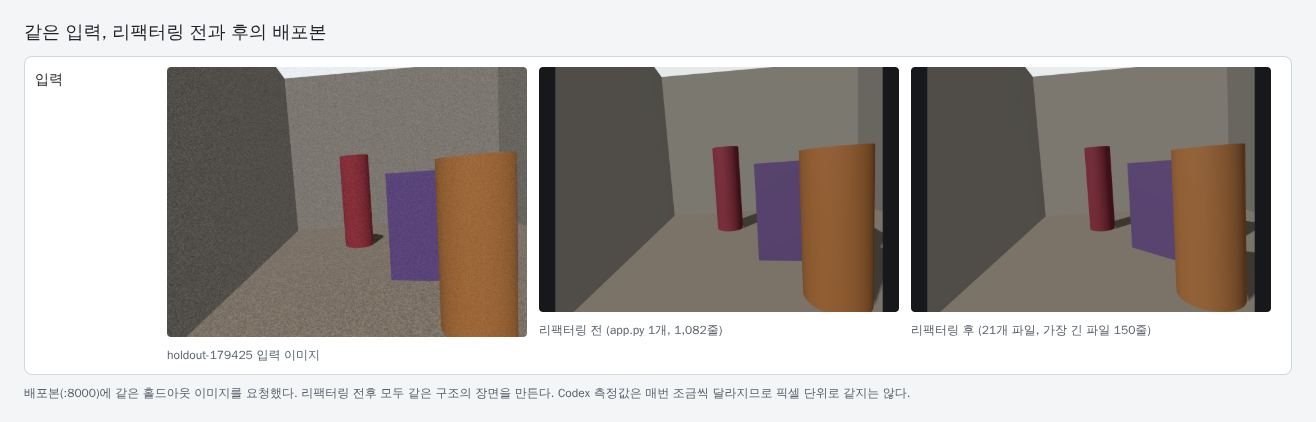 같은 입력, 리팩터링 전과 후의 배포본
입력
holdout-179425 입력 이미지
리팩터링 전 (app.py 1개, 1,082줄)
리팩터링 후 (21개 파일, 가장 긴 파일 150줄)
배포본(:8000)에 같은 홀드아웃 이미지를 요청했다. 리팩터링 전후 모두 같은 구조의 장면을 만든다. Codex 측정값은 매번 조금씩 달라지므로 픽셀 단위로 같지는 않다.